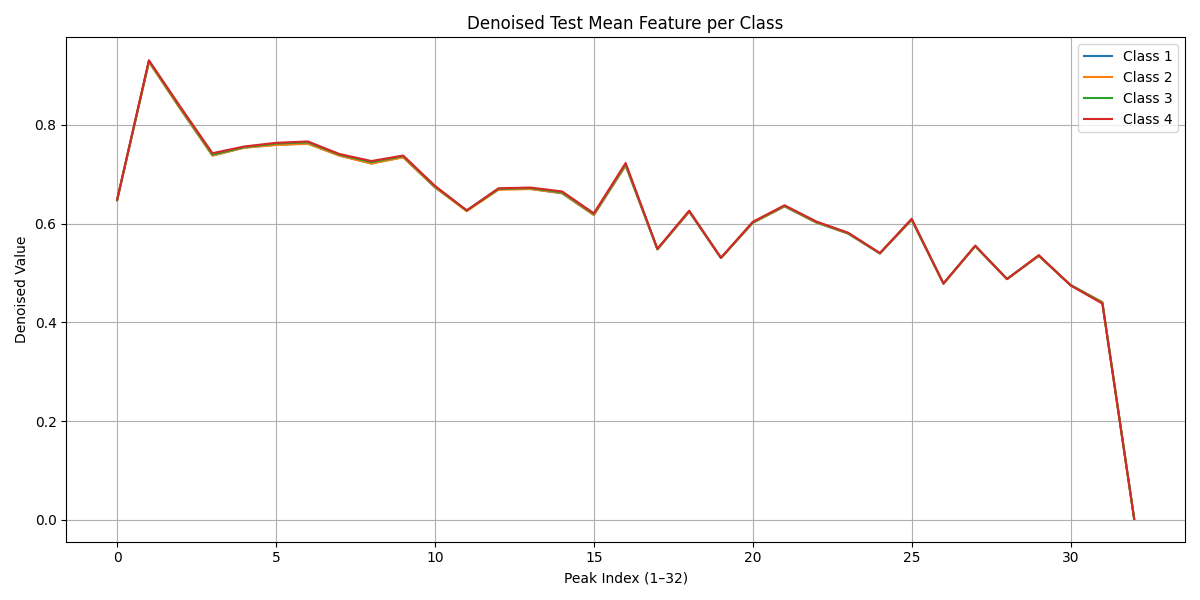 Denoised Test Mean Feature per Class
Class 1
Class 2
Class 3
Class 4
Denoised Value
0.8
0.6
0.4
0.2
0.0
0 5 10 15 20 25 30
Peak Index (1–32)